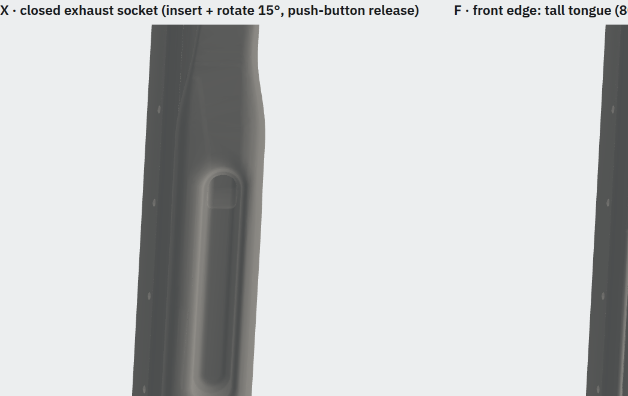 X · closed exhaust socket (insert + rotate 15°, push-button release)
F · front edge: tall tongue (8